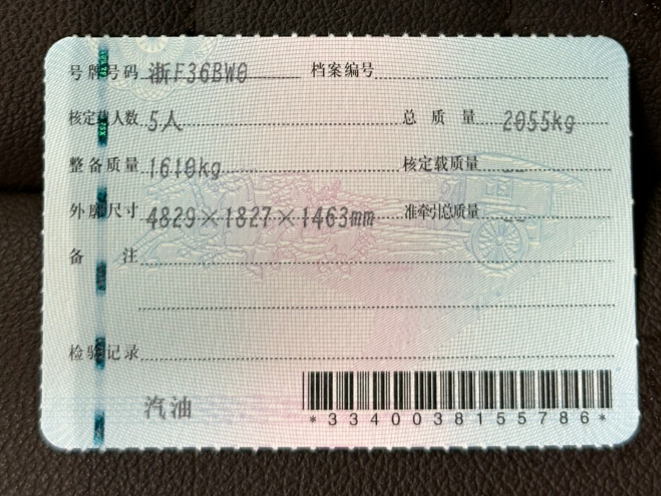 号牌号码 浙F36BW0 档案编号
核定载人数 5人 总质量 2055kg
整备质量 1610kg 核定载质量 --
外廓尺寸 4829×1827×1463mm 准牵引总质量 --
备注
检验记录
汽油
*3340038155786*